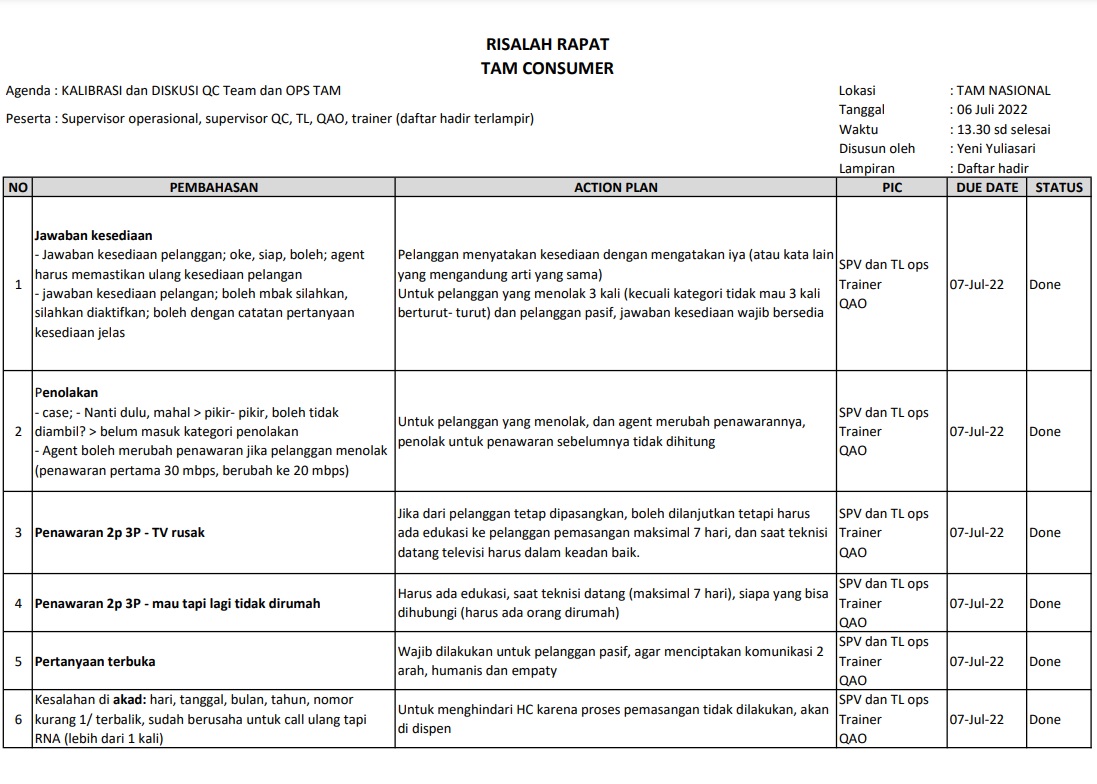 RISALAH RAPAT
TAM CONSUMER
Agenda : KALIBRASI dan DISKUSI QC Team dan OPS TAM
Peserta : Supervisor operasional, supervisor QC, TL, QAO, trainer (daftar hadir terlampir)
Lokasi : TAM NASIONAL
Tanggal : 06 Juli 2022
Waktu : 13.30 sd selesai
Disusun oleh : Yeni Yuliasari
Lampiran : Daftar hadir
NO PEMBAHASAN ACTION PLAN PIC DUE DATE STATUS
1
Jawaban kesediaan
- Jawaban kesediaan pelanggan; oke, siap, boleh; agent
harus memastikan ulang kesediaan pelangan
- jawaban kesediaan pelangan; boleh mbak silahkan,
silahkan diaktifkan; boleh dengan catatan pertanyaan
kesediaan jelas
Pelanggan menyatakan kesediaan dengan mengatakan iya (atau kata lain
yang mengandung arti yang sama)
Untuk pelanggan yang menolak 3 kali (kecuali kategori tidak mau 3 kali
berturut- turut) dan pelanggan pasif, jawaban kesediaan wajib bersedia
SPV dan TL ops
Trainer
QAO
07-Jul-22
Done
2
Penolakan
- case; - Nanti dulu, mahal > pikir- pikir, boleh tidak
diambil? > belum masuk kategori penolakan
- Agent boleh merubah penawaran jika pelanggan menolak
(penawaran pertama 30 mbps, berubah ke 20 mbps)
Untuk pelanggan yang menolak, dan agent merubah penawarannya,
penolak untuk penawaran sebelumnya tidak dihitung
SPV dan TL ops
Trainer
QAO
07-Jul-22
Done
3
Penawaran 2p 3P - TV rusak
Jika dari pelanggan tetap dipasangkan, boleh dilanjutkan tetapi harus
ada edukasi ke pelanggan pemasangan maksimal 7 hari, dan saat teknisi
datang televisi harus dalam keadan baik.
SPV dan TL ops
Trainer
QAO
07-Jul-22
Done
4
Penawaran 2p 3P - mau tapi lagi tidak dirumah
Harus ada edukasi, saat teknisi datang (maksimal 7 hari), siapa yang bisa
dihubungi (harus ada orang dirumah)
SPV dan TL ops
Trainer
QAO
07-Jul-22
Done
5
Pertanyaan terbuka
Wajib dilakukan untuk pelanggan pasif, agar menciptakan komunikasi 2
arah, humanis dan empaty
SPV dan TL ops
Trainer
QAO
07-Jul-22
Done
6
Kesalahan di akad: hari, tanggal, bulan, tahun, nomor
kurang 1/ terbalik, sudah berusaha untuk call ulang tapi
RNA (lebih dari 1 kali)
Untuk menghindari HC karena proses pemasangan tidak dilakukan, akan
di dispen
SPV dan TL ops
Trainer
QAO
07-Jul-22
Done